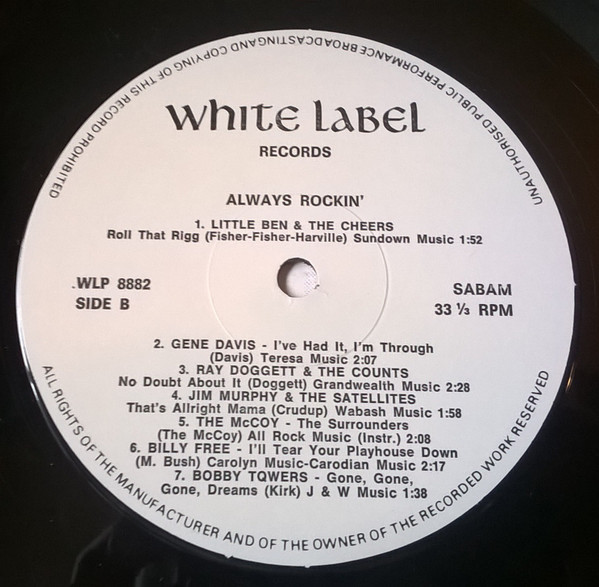 UNAUTHORISED PUBLIC PERFORMANCE BROADCASTINGAND COPYING OF THIS RECORD PROHIBITED
WHITE LABEL
RECORDS
ALWAYS ROCKIN'
1. LITTLE BEN & THE CHEERS
Roll That Rigg (Fisher-Fisher-Harville) Sundown Music 1:52
.WLP 8882
SIDE B
SABAM
33 ⅓ RPM
2. GENE DAVIS - I've Had It, I'm Through
(Davis) Teresa Music 2:07
3. RAY DOGGETT & THE COUNTS
No Doubt About It (Doggett) Grandwealth Music 2:28
4. JIM MURPHY & THE SATELLITES
That's Allright Mama (Crudup) Wabash Music 1:58
5. THE McCOY - The Surrounders
(The McCoy) All Rock Music (Instr.) 2:08
6. BILLY FREE - I'll Tear Your Playhouse Down
(M. Bush) Carolyn Music-Carodian Music 2:17
7. BOBBY TQWERS - Gone, Gone,
Gone, Dreams (Kirk) J & W Music 1:38
ALL RIGHTS OF THE MANUFACTURER AND OF THE OWNER OF THE RECORDED WORK RESERVED